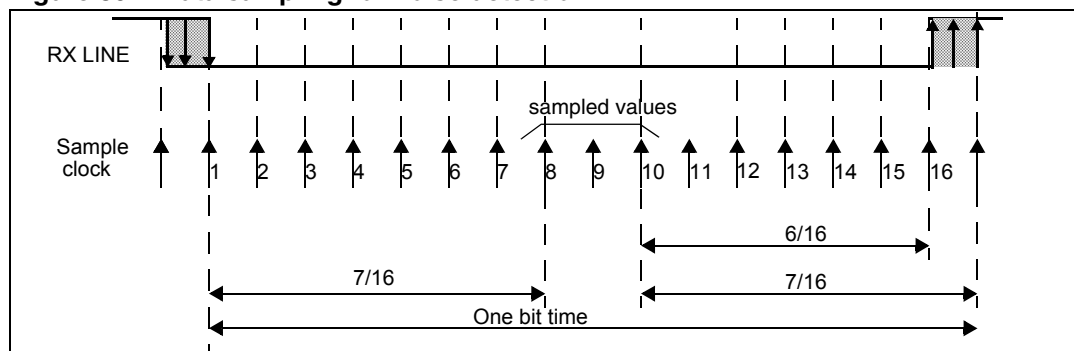 RX LINE
sampled values
Sample
clock
1 2 3 4 5 6 7 8 9 10 11 12 13 14 15 16
6/16
7/16
7/16
One bit time